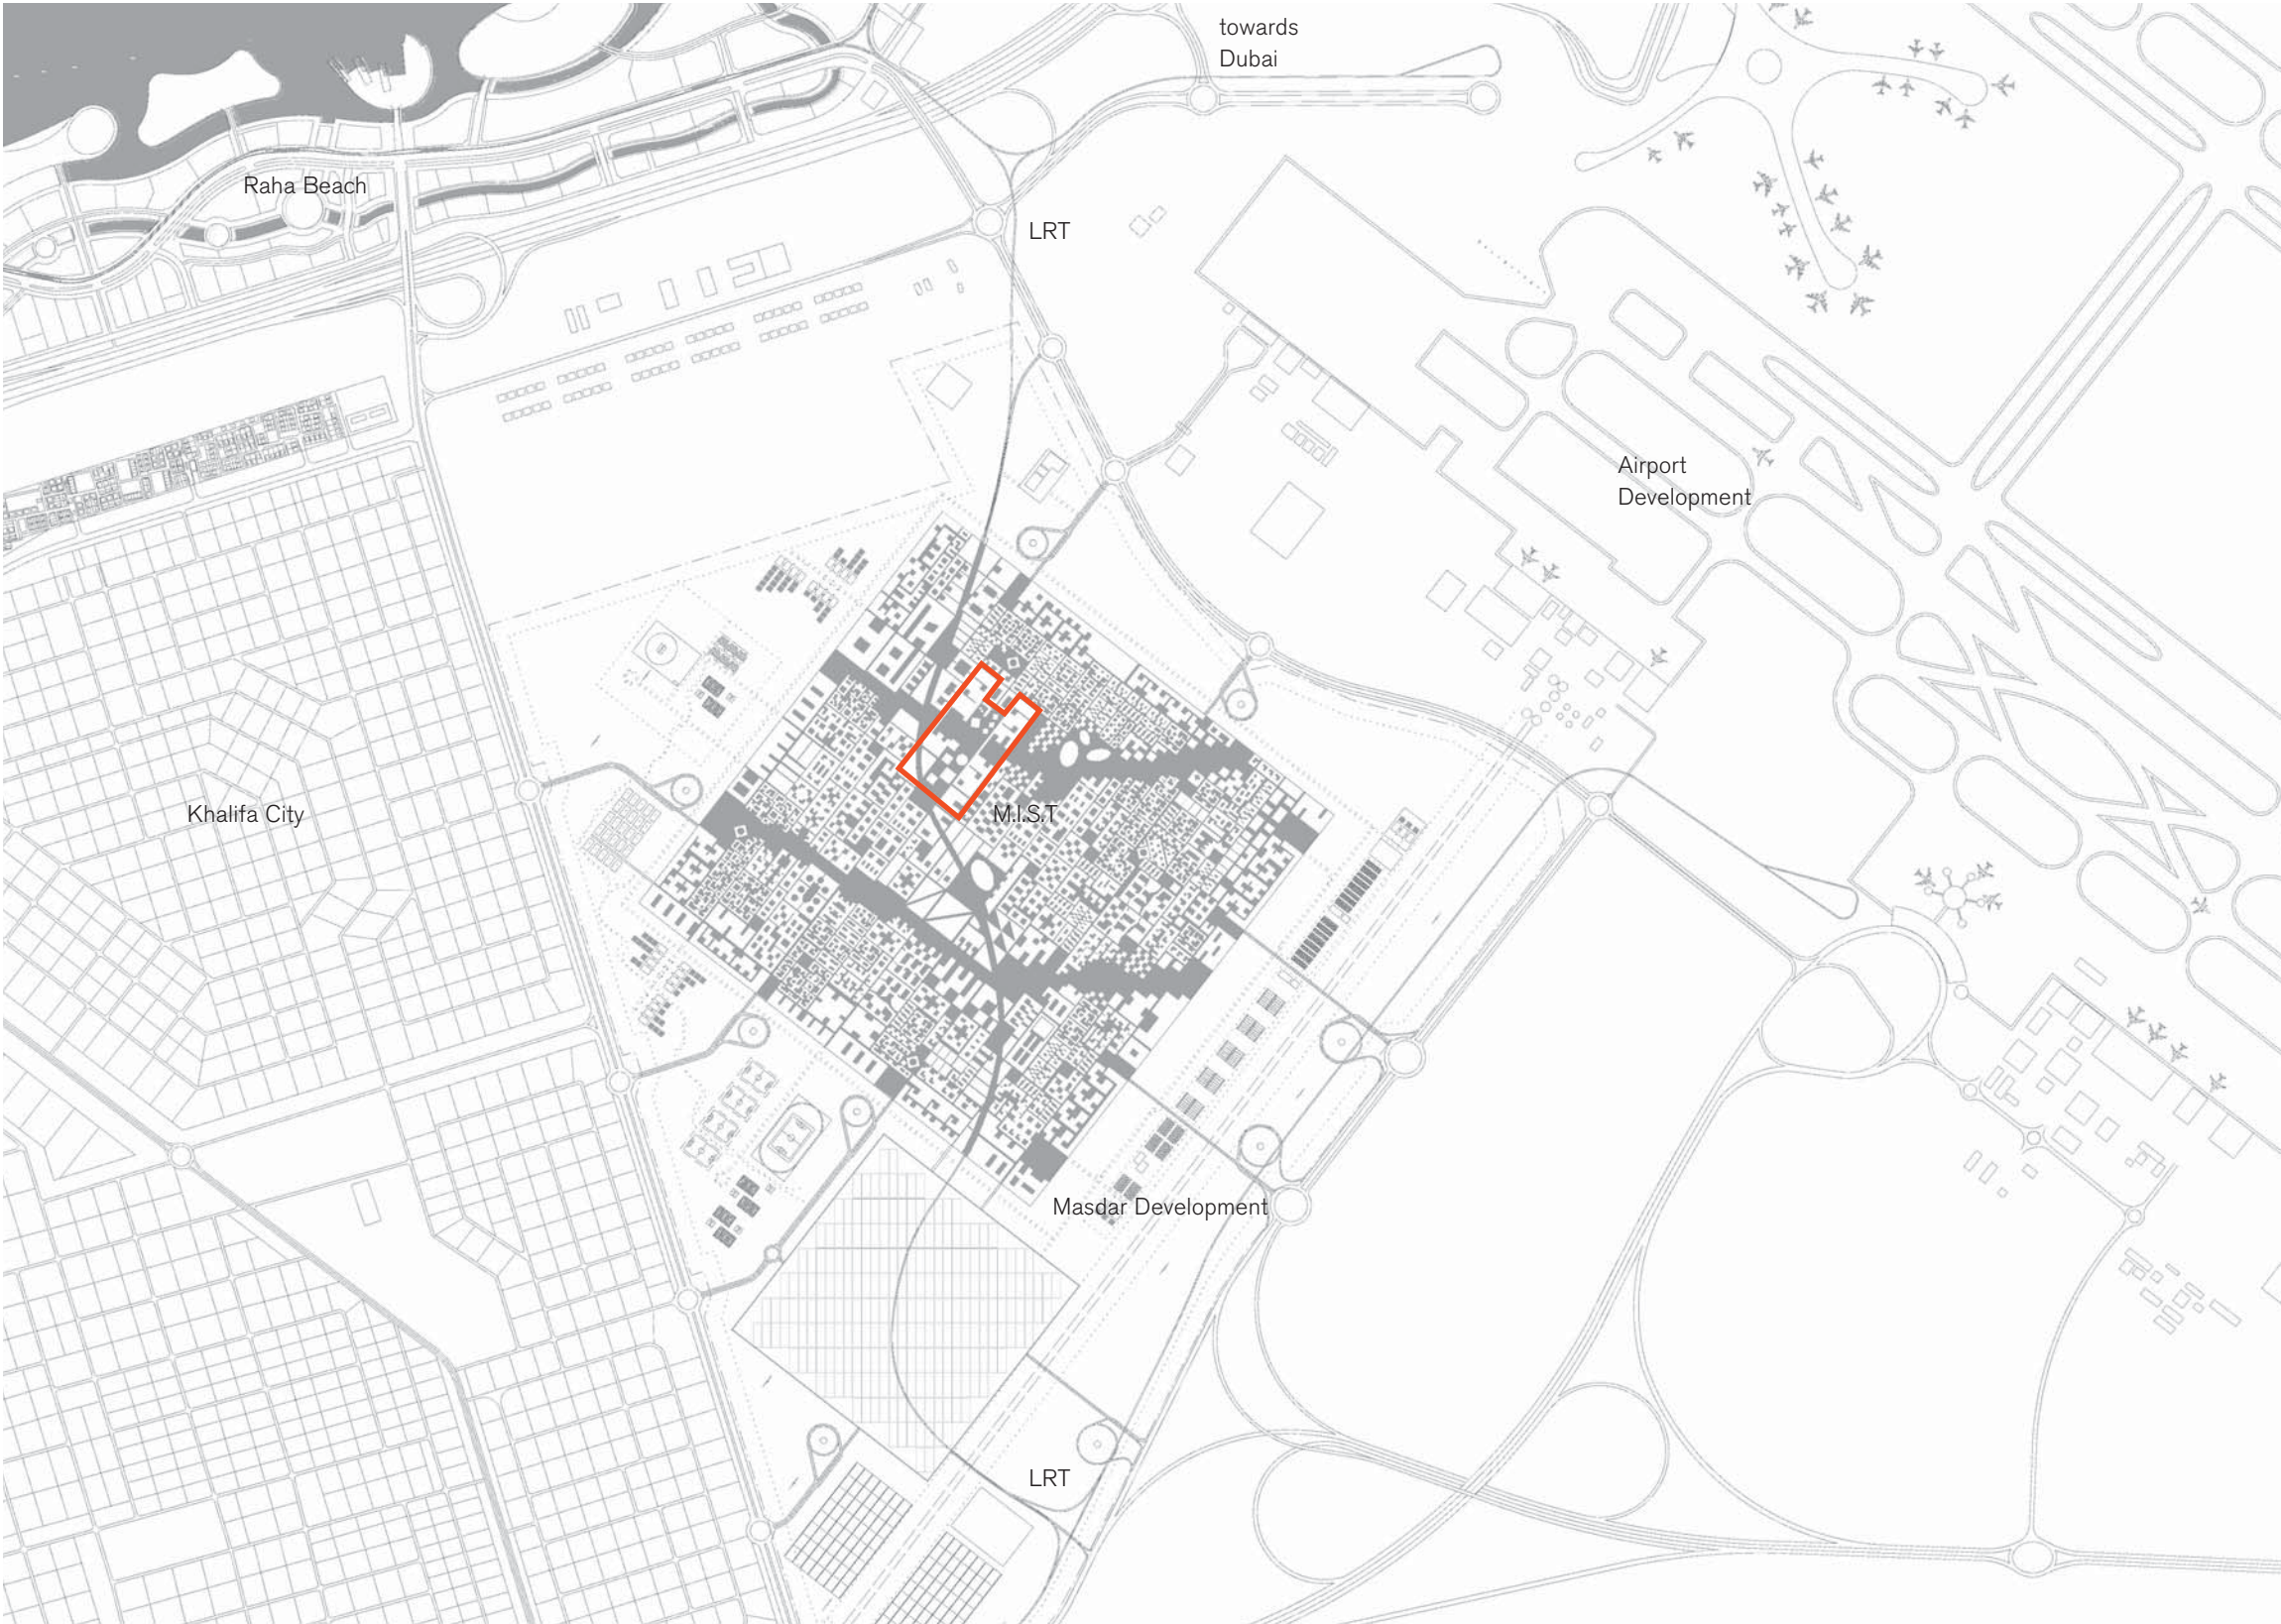 towards
Dubai
Raha Beach
LRT
Airport
Development
Khalifa City
M.I.S.T
Masdar Development
LRT